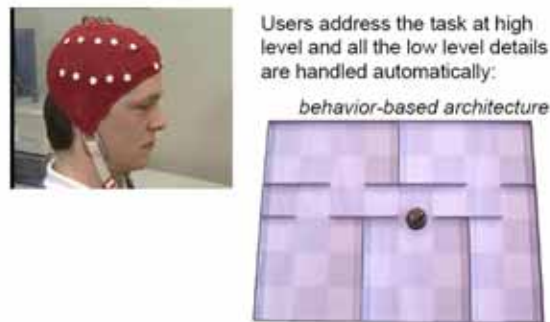 Users address the task at high
level and all the low level details
are handled automatically:
behavior-based architecture